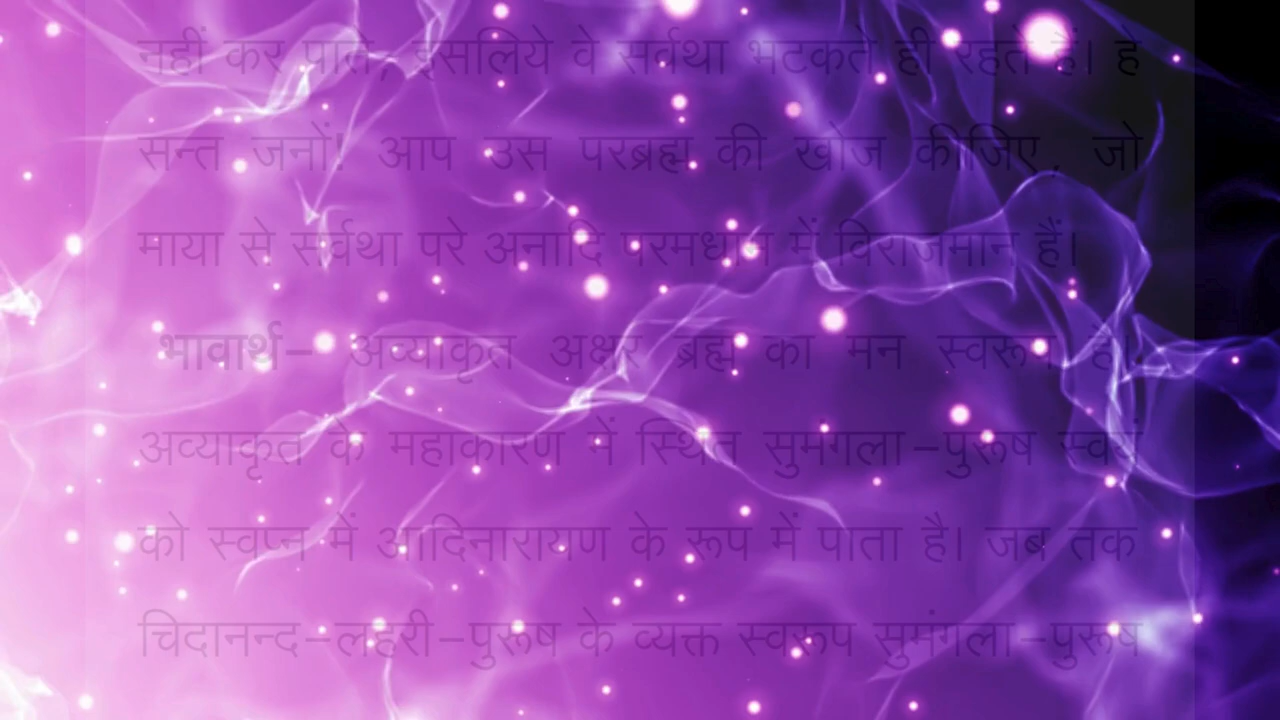 नहीं कर पाते, इसलिये वे सर्वथा भटकते ही रहते हैं। हे
सन्त जनों! आप उस परब्रह्म की खोज कीजिए, जो
माया से सर्वथा परे अनादि परमधाम में विराजमान हैं।
भावार्थ– अव्याकृत अक्षर ब्रह्म का मन स्वरूप है।
अव्याकृत के महाकारण में स्थित सुमंगला–पुरूष स्वयं
को स्वप्न में आदिनारायण के रूप में पाता है। जब तक
चिदानन्द–लहरी–पुरूष के व्यक्त स्वरूप सुमंगला–पुरूष